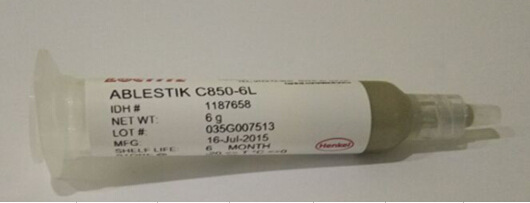 LOCTITE
ABLESTIK C850-6L
IDH # 1187658
NET WT: 6 g
LOT #: 035G007513
MFG 16-Jul-2015
SHELF LIFE 6 MONTH
Henkel